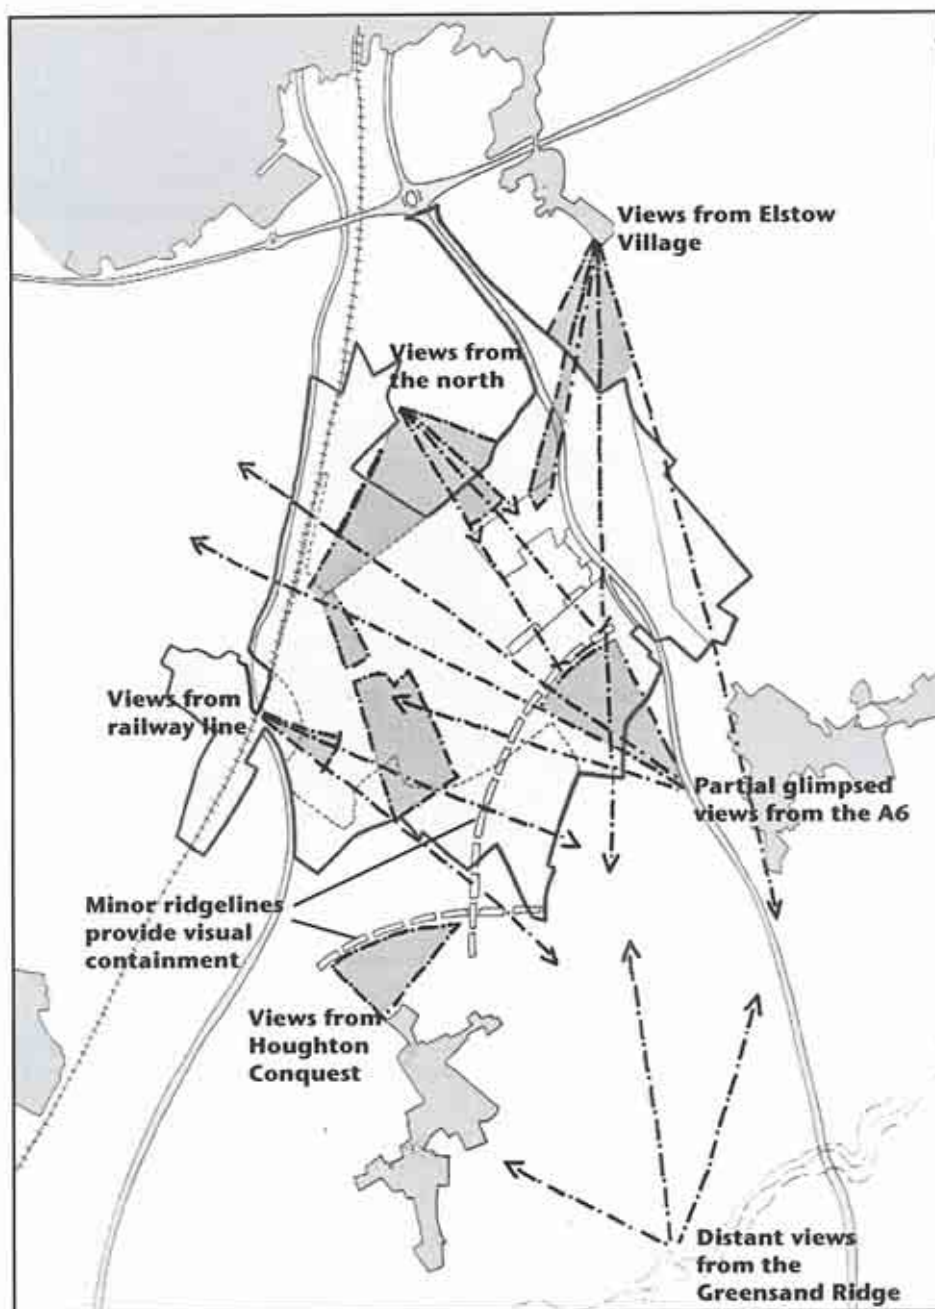 Views from Elstow
Village
Views from
the north
Views from
railway line
Partial glimpsed
views from the A6
Minor ridgelines
provide visual
containment
Views from
Houghton
Conquest
Distant views
from the
Greensand Ridge